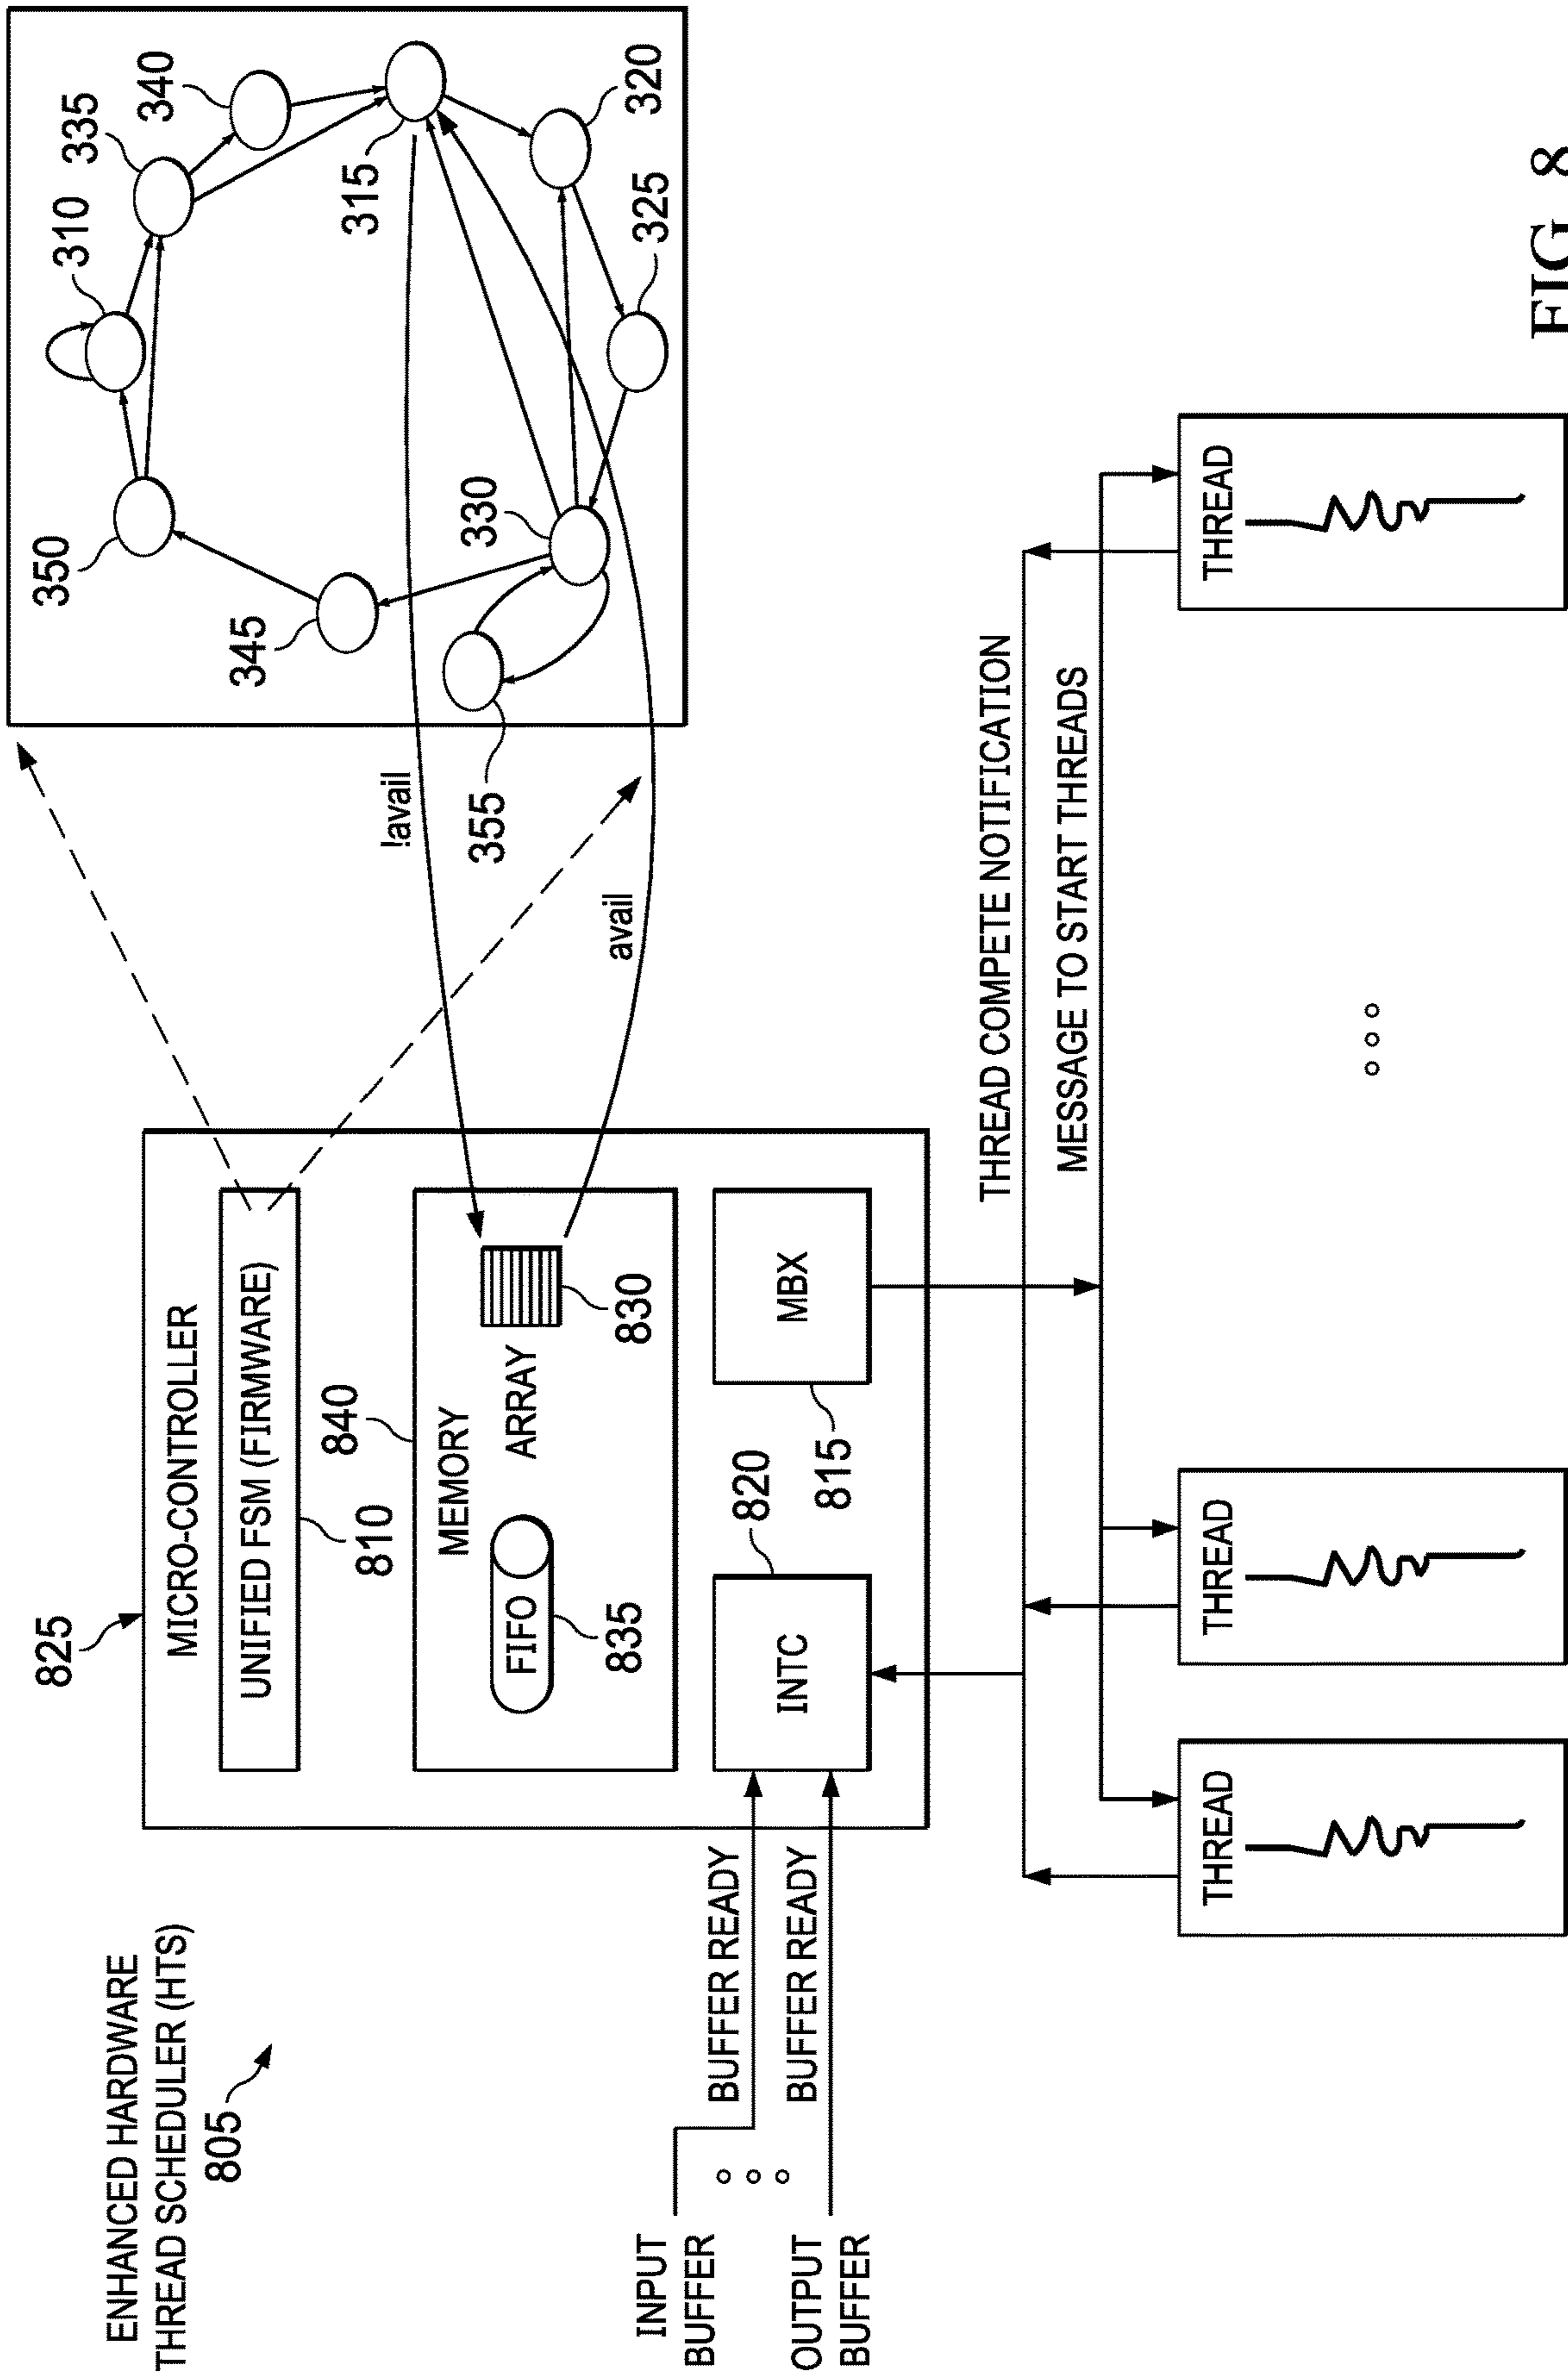 ENHANCED HARDWARE
THREAD SCHEDULER (HTS)
805
825
MICRO-CONTROLLER
UNIFIED FSM (FIRMWARE)
810
840
MEMORY
FIFO
835
ARRAY
830
820
INTC
815
MBX
INPUT
BUFFER
OUTPUT
BUFFER
BUFFER READY
BUFFER READY
!avail
avail
350
310
335
340
345
315
355
330
325
320
THREAD COMPETE NOTIFICATION
MESSAGE TO START THREADS
THREAD
THREAD
THREAD
FIG. 8